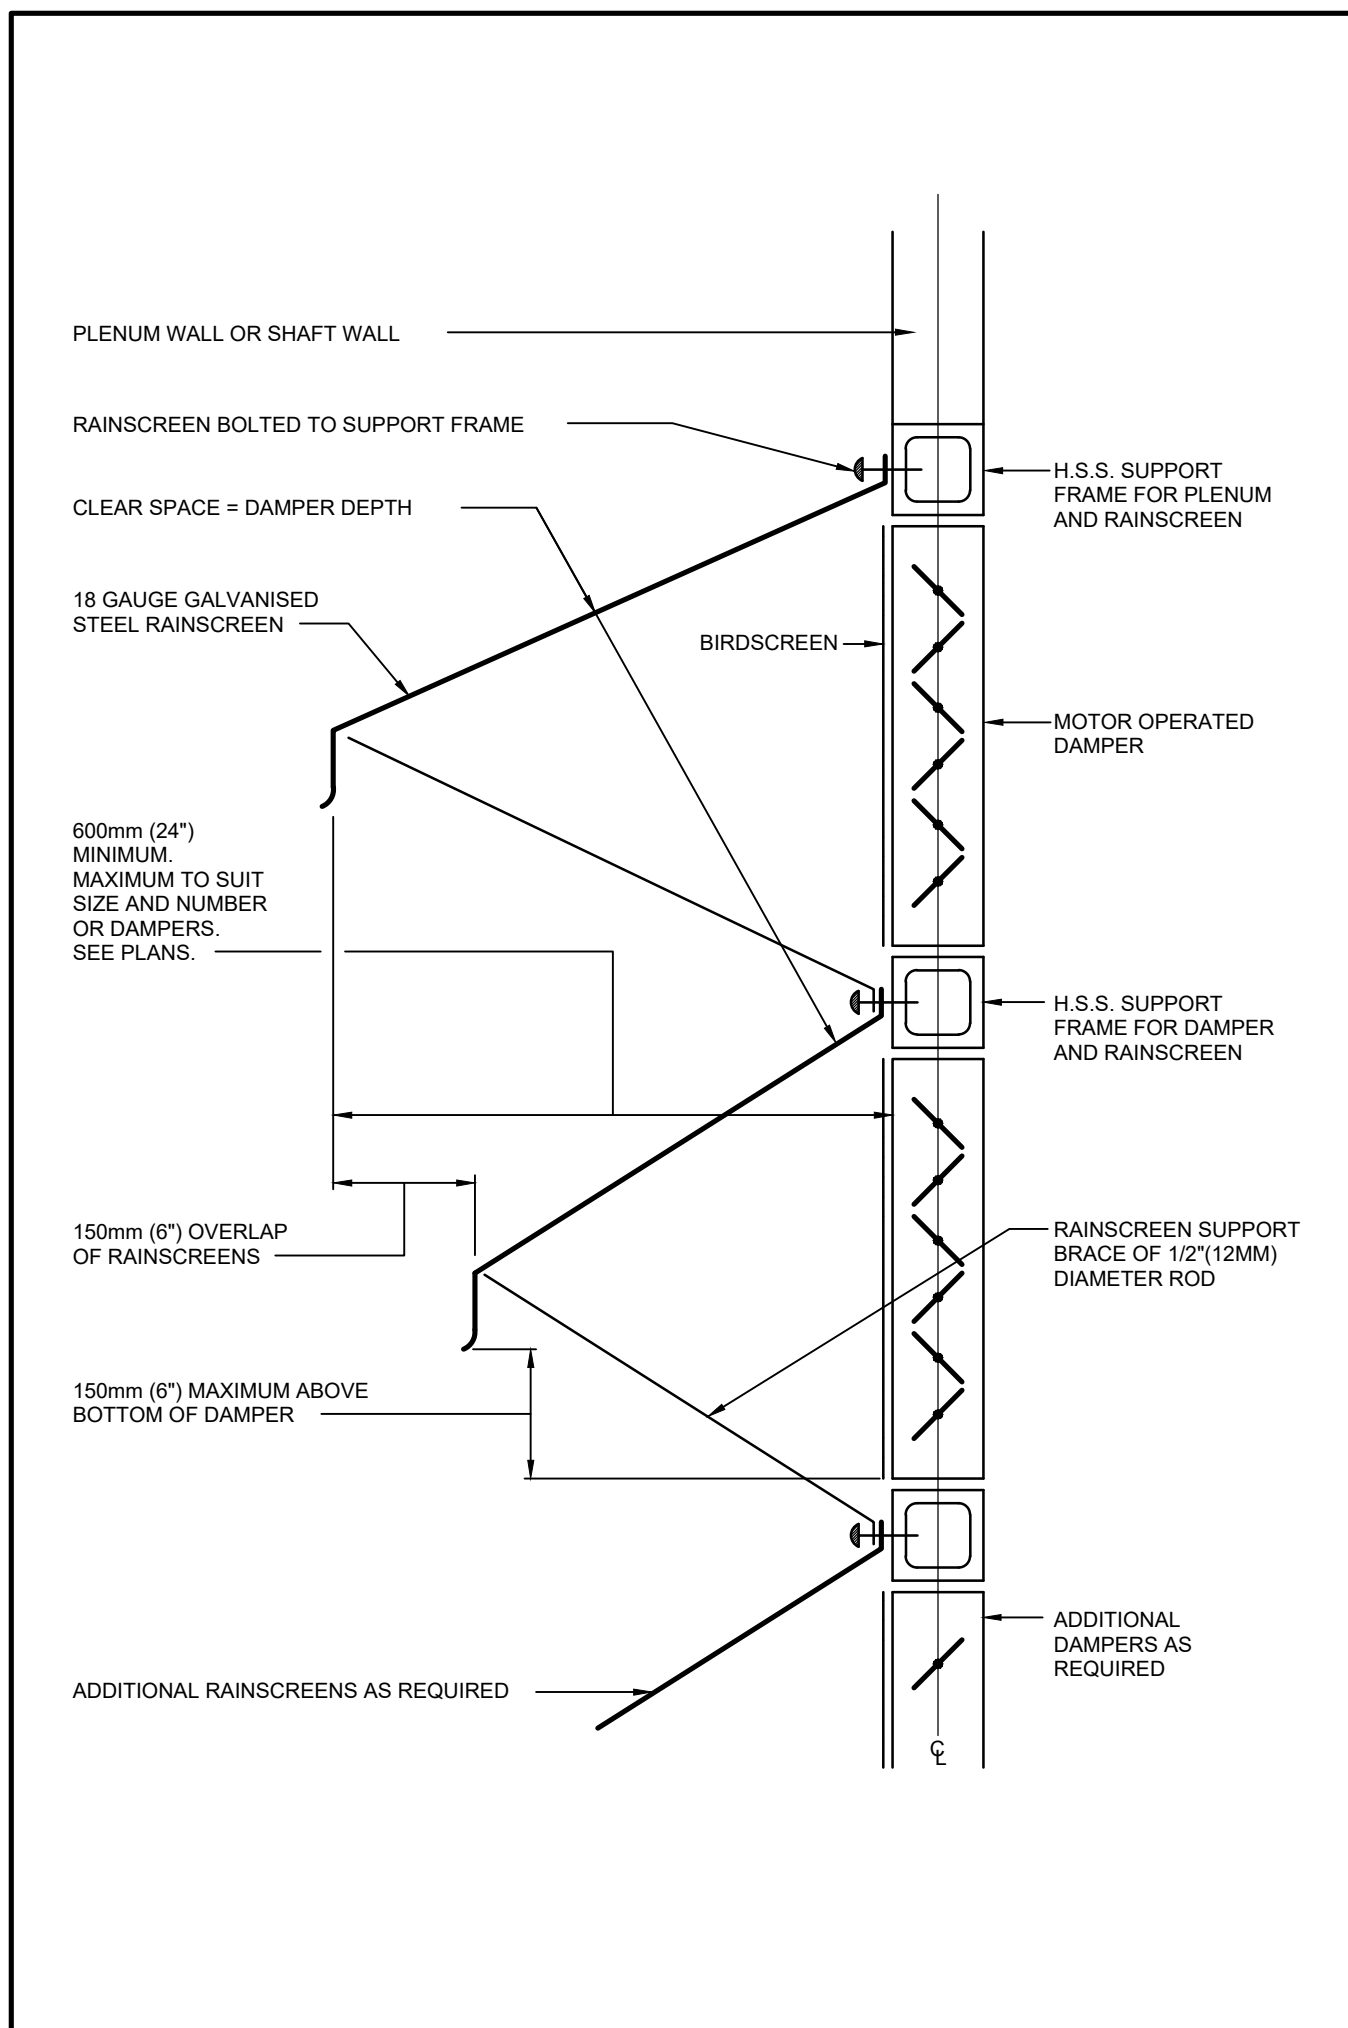 PLENUM WALL OR SHAFT WALL
RAINSCREEN BOLTED TO SUPPORT FRAME
H.S.S. SUPPORT
FRAME FOR PLENUM
AND RAINSCREEN
CLEAR SPACE = DAMPER DEPTH
18 GAUGE GALVANISED
STEEL RAINSCREEN
BIRDSCREEN
MOTOR OPERATED
DAMPER
600mm (24")
MINIMUM.
MAXIMUM TO SUIT
SIZE AND NUMBER
OR DAMPERS.
SEE PLANS.
H.S.S. SUPPORT
FRAME FOR DAMPER
AND RAINSCREEN
150mm (6") OVERLAP
OF RAINSCREENS
RAINSCREEN SUPPORT
BRACE OF 1/2"(12MM)
DIAMETER ROD
150mm (6") MAXIMUM ABOVE
BOTTOM OF DAMPER
ADDITIONAL
DAMPERS AS
REQUIRED
ADDITIONAL RAINSCREENS AS REQUIRED
CL